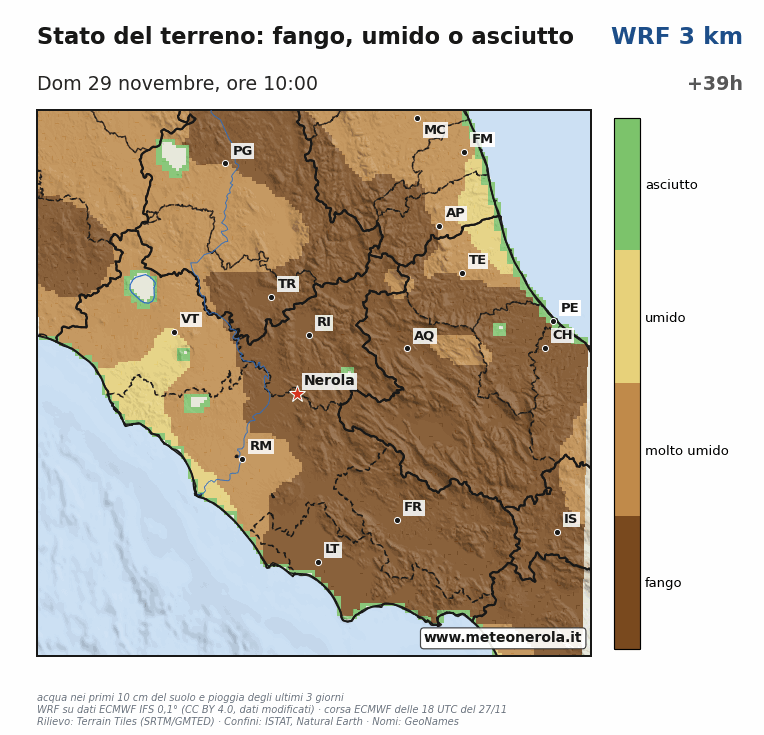 Stato del terreno: fango, umido o asciutto
WRF 3 km
Dom 29 novembre, ore 10:00
+39h
MC
FM
PG
AP
TE
TR
PE
VT
RI
AQ
CH
Nerola
RM
FR
IS
LT
www.meteonerola.it
asciutto
umido
molto umido
fango
acqua nei primi 10 cm del suolo e pioggia degli ultimi 3 giorni
WRF su dati ECMWF IFS 0,1° (CC BY 4.0, dati modificati) · corsa ECMWF delle 18 UTC del 27/11
Rilievo: Terrain Tiles (SRTM/GMTED) · Confini: ISTAT, Natural Earth · Nomi: GeoNames